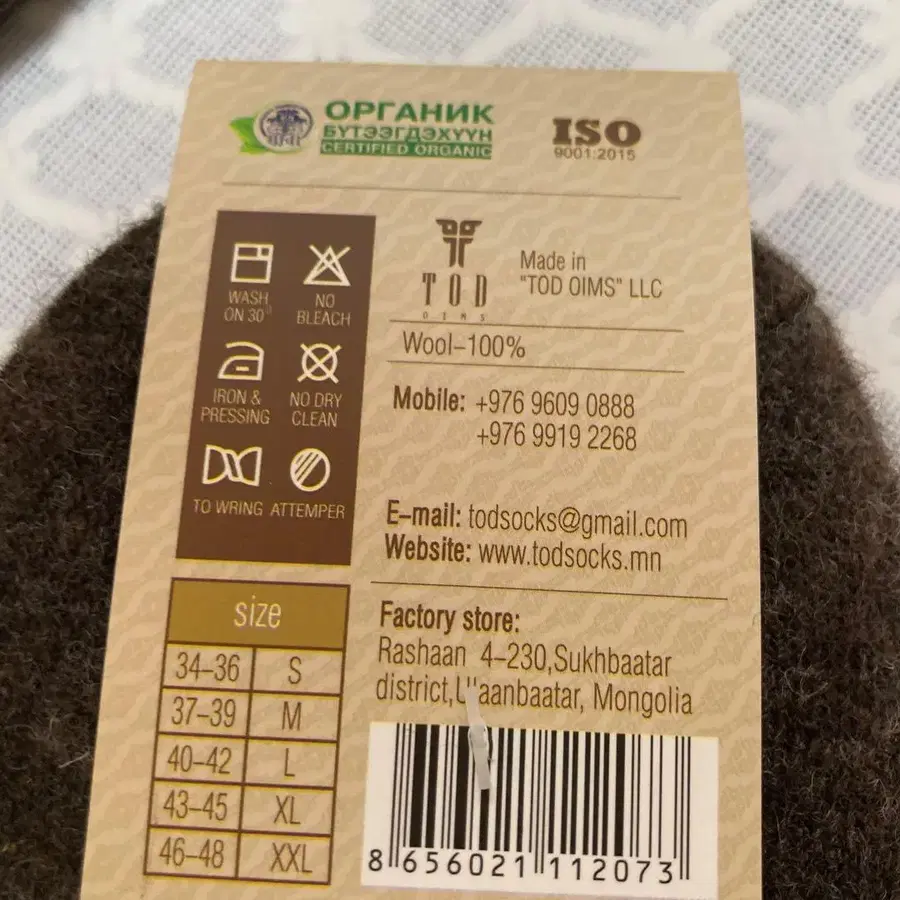 ОРГАНИК
БҮТЭЭГДЭХҮҮН
CERTIFIED ORGANIC
ISO
9001:2015
WASH
ON 30°
NO
BLEACH
IRON &
PRESSING
NO DRY
CLEAN
TO WRING
ATTEMPER
TOD
OIMS
Made in
"TOD OIMS" LLC
Wool-100%
Mobile: +976 9609 0888
+976 9919 2268
E-mail: todsocks@gmail.com
Website: www.todsocks.mn
Factory store:
Rashaan 4-230,Sukhbaatar
district,Ulaanbaatar, Mongolia
size
34-36 S
37-39 M
40-42 L
43-45 XL
46-48 XXL
8 656021 112073